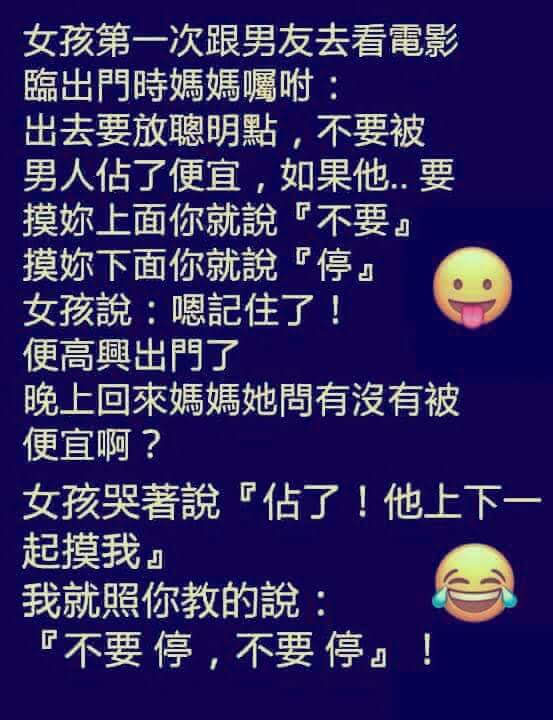 女孩第一次跟男友去看電影
臨出門時媽媽囑咐：
出去要放聰明點，不要被
男人佔了便宜，如果他.. 要
摸妳上面你就說『不要』
摸妳下面你就說『停』
女孩說：嗯記住了！
便高興出門了
晚上回來媽媽她問有沒有被
便宜啊？
女孩哭著說『佔了！他上下一
起摸我』
我就照你教的說：
『不要 停，不要 停』！